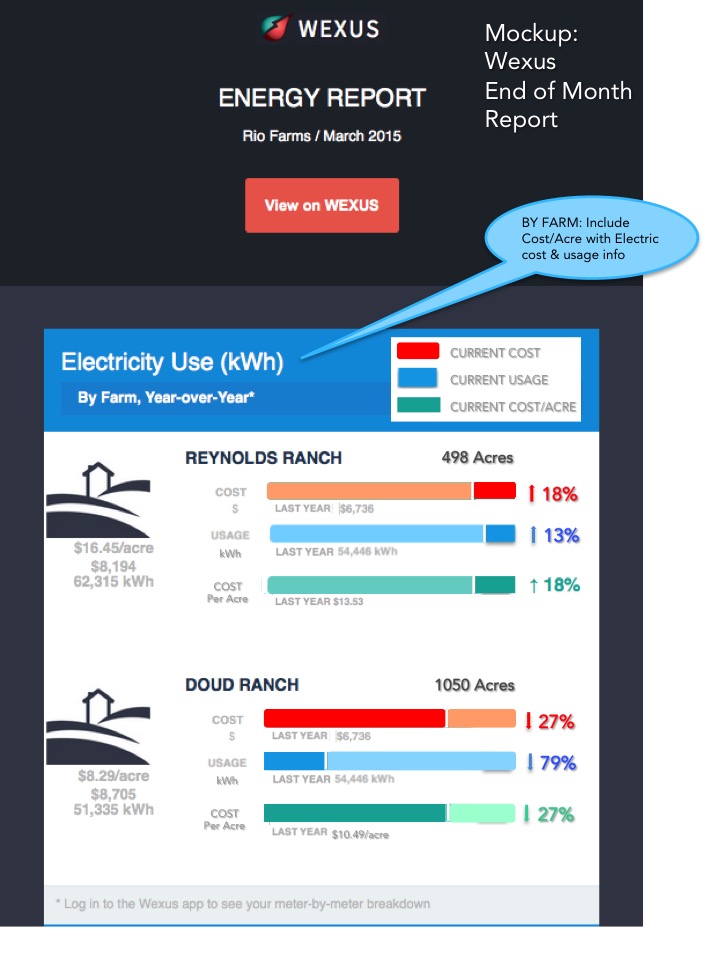 WEXUS
Mockup:
Wexus
End of Month
Report
ENERGY REPORT
Rio Farms / March 2015
View on WEXUS
BY FARM: Include
Cost/Acre with Electric
cost & usage info
Electricity Use (kWh)
By Farm, Year-over-Year*
CURRENT COST
CURRENT USAGE
CURRENT COST/ACRE
REYNOLDS RANCH 498 Acres
COST
$
LAST YEAR $6,736
↑ 18%
USAGE
kWh
LAST YEAR 54,446 kWh
↑ 13%
COST
Per Acre
LAST YEAR $13.53
↑ 18%
$16.45/acre
$8,194
62,315 kWh
DOUD RANCH 1050 Acres
COST
$
LAST YEAR $6,736
↓ 27%
USAGE
kWh
LAST YEAR 54,446 kWh
↓ 79%
COST
Per Acre
LAST YEAR $10.49/acre
↓ 27%
$8.29/acre
$8,705
51,335 kWh
* Log in to the Wexus app to see your meter-by-meter breakdown